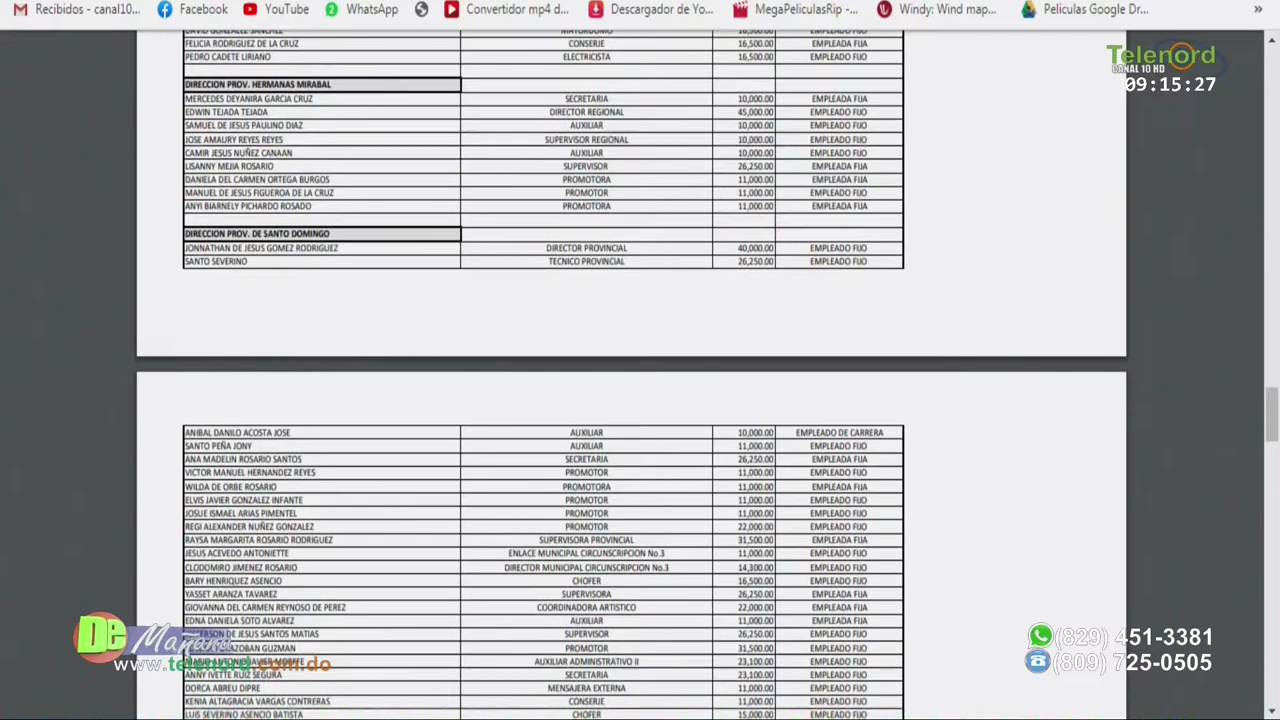 Recibidos - canal10... Facebook YouTube WhatsApp Convertidor mp4 d... Descargador de Yo... MegaPeliculasRip -... Windy: Wind map... Peliculas Google Dr... »
Telenord
CANAL 10 HD
09:15:27
DAVID GONZALEZ SANCHEZ MAYORDOMO 16,500.00
FELICIA RODRIGUEZ DE LA CRUZ CONSERJE 16,500.00 EMPLEADA FIJA
PEDRO CADETE LIRIANO ELECTRICISTA 16,500.00 EMPLEADO FIJO
DIRECCION PROV. HERMANAS MIRABAL
MERCEDES DEYANIRA GARCIA CRUZ SECRETARIA 10,000.00 EMPLEADA FIJA
EDWIN TEJADA TEJADA DIRECTOR REGIONAL 45,000.00 EMPLEADO FIJO
SAMUEL DE JESUS PAULINO DIAZ AUXILIAR 10,000.00 EMPLEADO FIJO
JOSE AMAURY REYES REYES SUPERVISOR REGIONAL 10,000.00 EMPLEADO FIJO
CAMIR JESUS NUÑEZ CANAAN AUXILIAR 10,000.00 EMPLEADO FIJO
LISANNY MEJIA ROSARIO SUPERVISOR 26,250.00 EMPLEADA FIJA
DANIELA DEL CARMEN ORTEGA BURGOS PROMOTORA 11,000.00 EMPLEADA FIJA
MANUEL DE JESUS FIGUEROA DE LA CRUZ PROMOTOR 11,000.00 EMPLEADO FIJO
ANYI BIARNELY PICHARDO ROSADO PROMOTORA 11,000.00 EMPLEADA FIJA
DIRECCION PROV. DE SANTO DOMINGO
JONNATHAN DE JESUS GOMEZ RODRIGUEZ DIRECTOR PROVINCIAL 40,000.00 EMPLEADO FIJO
SANTO SEVERINO TECNICO PROVINCIAL 26,250.00 EMPLEADO FIJO
ANIBAL DANILO ACOSTA JOSE AUXILIAR 10,000.00 EMPLEADO DE CARRERA
SANTO PEÑA JONY AUXILIAR 11,000.00 EMPLEADO FIJO
ANA MADELIN ROSARIO SANTOS SECRETARIA 26,250.00 EMPLEADA FIJA
VICTOR MANUEL HERNANDEZ REYES PROMOTOR 11,000.00 EMPLEADO FIJO
WILDA DE ORBE ROSARIO PROMOTORA 11,000.00 EMPLEADA FIJA
ELVIS JAVIER GONZALEZ INFANTE PROMOTOR 11,000.00 EMPLEADO FIJO
JOSUE ISMAEL ARIAS PIMENTEL PROMOTOR 11,000.00 EMPLEADO FIJO
REGI ALEXANDER NUÑEZ GONZALEZ PROMOTOR 22,000.00 EMPLEADO FIJO
RAYSA MARGARITA ROSARIO RODRIGUEZ SUPERVISORA PROVINCIAL 31,500.00 EMPLEADA FIJA
JESUS ACEVEDO ANTONIETTE ENLACE MUNICIPAL CIRCUNSCRIPCION No.3 11,000.00 EMPLEADO FIJO
CLODOMIRO JIMENEZ ROSARIO DIRECTOR MUNICIPAL CIRCUNSCRIPCION No.3 14,300.00 EMPLEADO FIJO
BARY HENRIQUEZ ASENCIO CHOFER 16,500.00 EMPLEADO FIJO
YASSET ARANZA TAVAREZ SUPERVISORA 26,250.00 EMPLEADA FIJA
GIOVANNA DEL CARMEN REYNOSO DE PEREZ COORDINADORA ARTISTICO 22,000.00 EMPLEADA FIJA
EDNA DANIELA SOTO ALVAREZ AUXILIAR 11,000.00 EMPLEADA FIJA
DE JESUS SANTOS MATIAS SUPERVISOR 26,250.00 EMPLEADO FIJO
GUZMAN PROMOTOR 31,500.00 EMPLEADO FIJO
AUXILIAR ADMINISTRATIVO II 23,100.00 EMPLEADO FIJO
ANNY IVETTE RUIZ SEGURA SECRETARIA 23,100.00 EMPLEADA FIJA
DORCA ABREU DIPRE MENSAJERA EXTERNA 11,000.00 EMPLEADA FIJA
KENIA ALTAGRACIA VARGAS CONTRERAS CONSERJE 11,000.00 EMPLEADA FIJA
LUIS SEVERINO ASENCIO BATISTA CHOFER 15,000.00 EMPLEADO FIJO
De Mañana
www.telenord.com.do
(829) 451-3381
(809) 725-0505